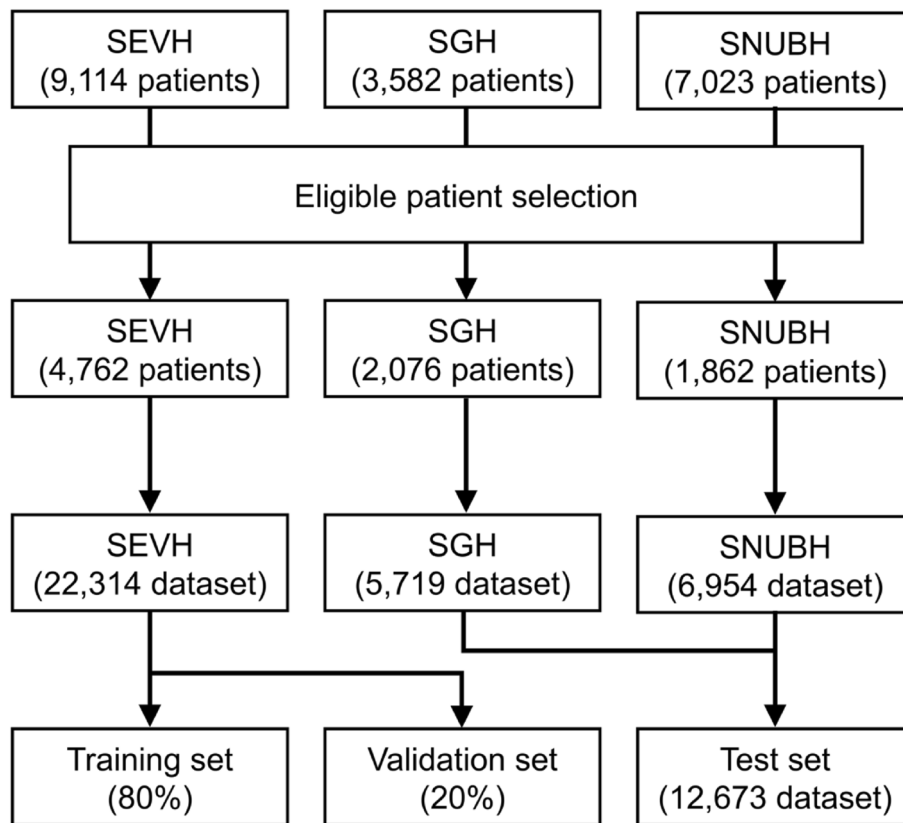 SEVH
(9,114 patients)
SGH
(3,582 patients)
SNUBH
(7,023 patients)
Eligible patient selection
SEVH
(4,762 patients)
SGH
(2,076 patients)
SNUBH
(1,862 patients)
SEVH
(22,314 dataset)
SGH
(5,719 dataset)
SNUBH
(6,954 dataset)
Training set
(80%)
Validation set
(20%)
Test set
(12,673 dataset)